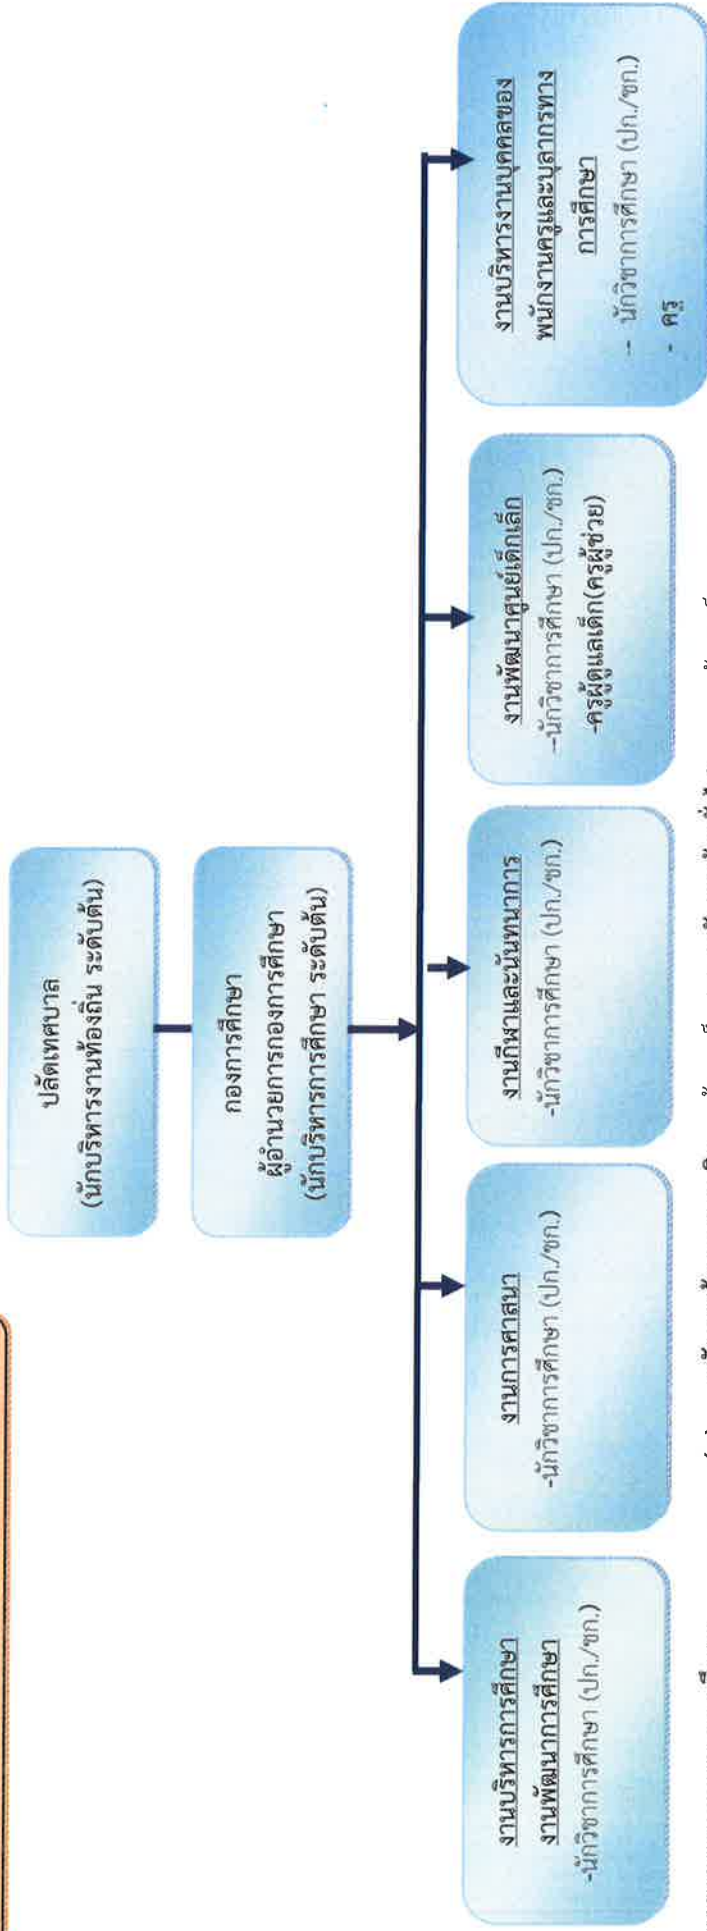 ปลัดเทศบาล
(นักบริหารงานท้องถิ่น ระดับต้น)
กองการศึกษา
ผู้อำนวยการกองการศึกษา
(นักบริหารการศึกษา ระดับต้น)
งานบริหารการศึกษา
งานพัฒนาการศึกษา
-นักวิชาการศึกษา (ปก./ชก.)
งานการศาสนา
-นักวิชาการศึกษา (ปก./ชก.)
งานกีฬาและนันทนาการ
-นักวิชาการศึกษา (ปก./ชก.)
งานพัฒนาศูนย์เด็กเล็ก
--นักวิชาการศึกษา (ปก./ชก.)
-ครูผู้ดูแลเด็ก(ครูผู้ช่วย)
งานบริหารงานบุคคลของ
พนักงานครูและบุลากรทาง
การศึกษา
-- นักวิชาการศึกษา (ปก./ชก.)
- ครู